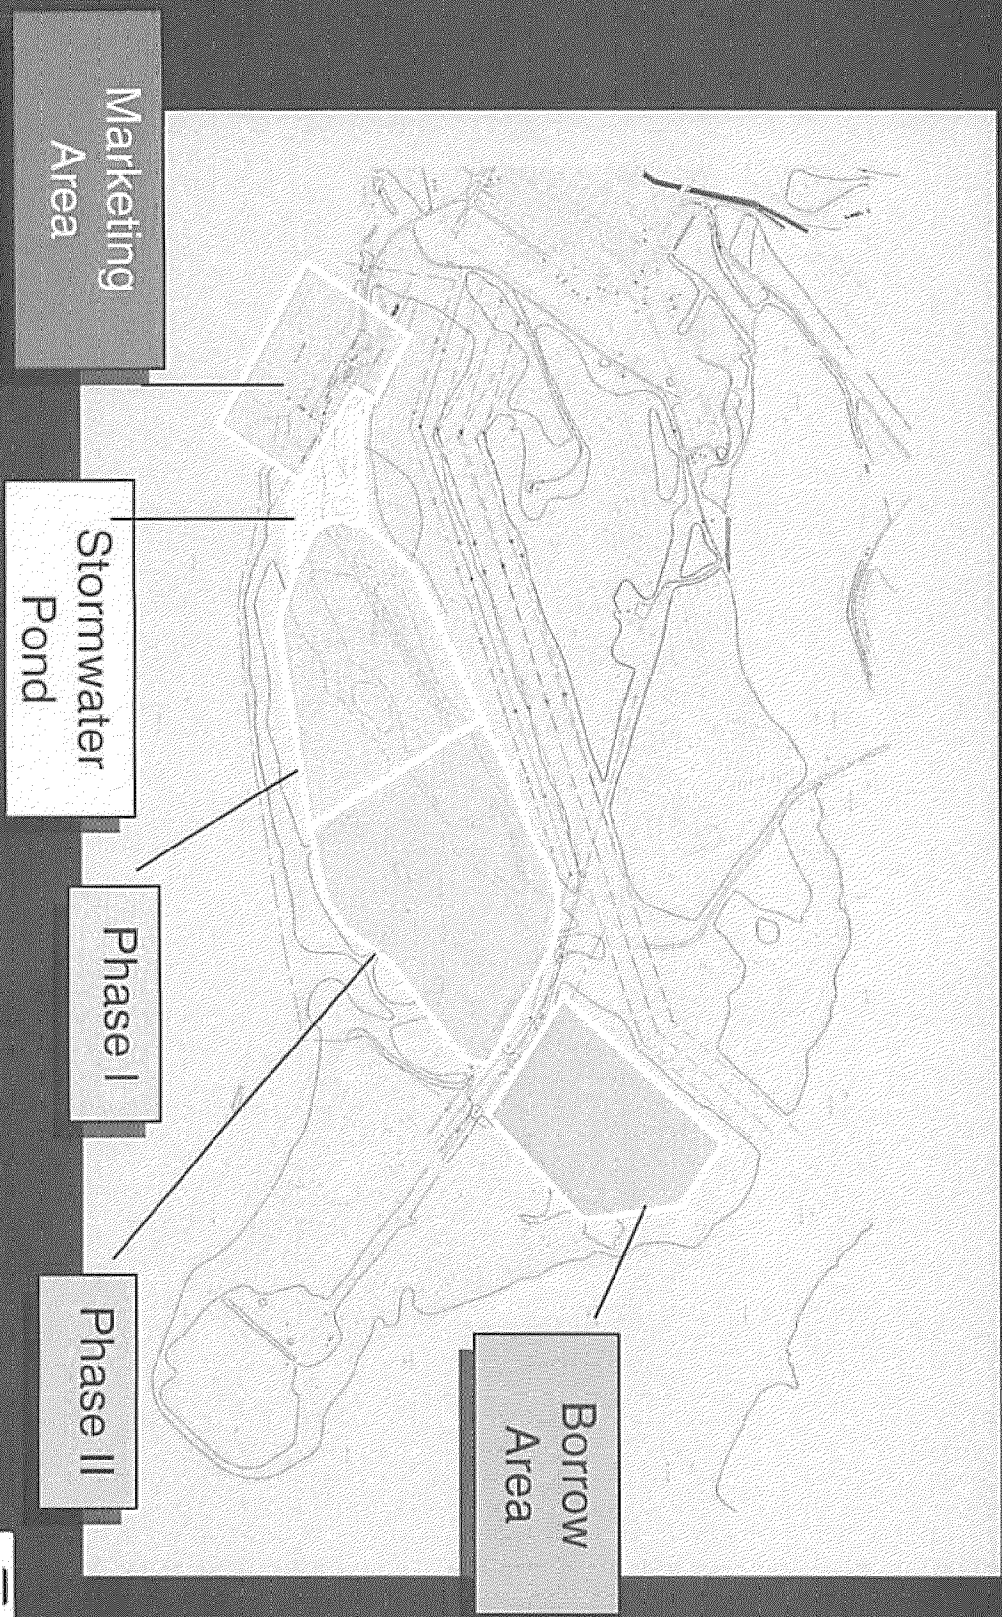 Marketing
Area
Stormwater
Pond
Phase I
Phase II
Borrow
Area